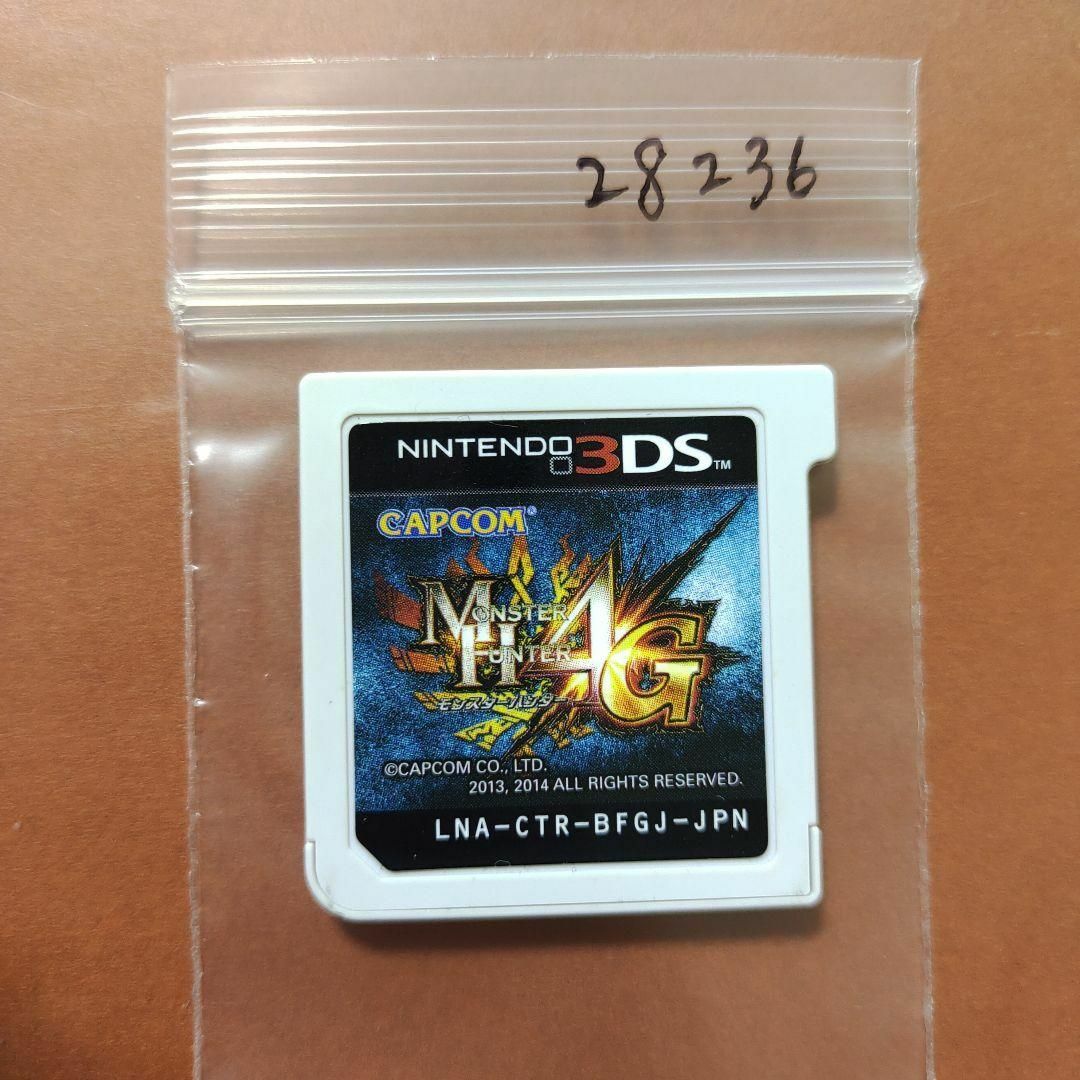 28236
NINTENDO 3DS™
CAPCOM®
MONSTER
HUNTER 4G
モンスターハンター
©CAPCOM CO., LTD.
2013, 2014 ALL RIGHTS RESERVED.
LNA-CTR-BFGJ-JPN